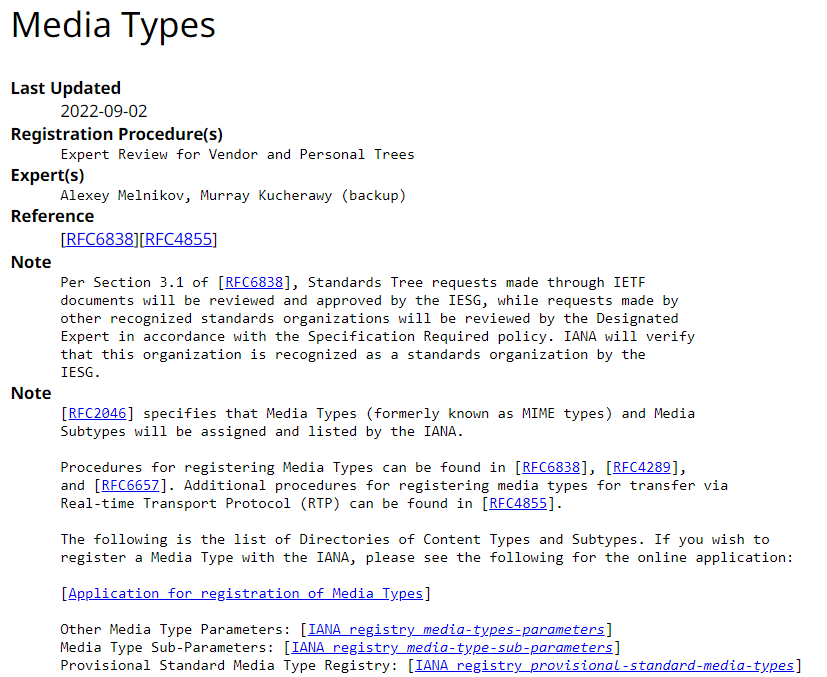 Media Types
Last Updated
2022-09-02
Registration Procedure(s)
Expert Review for Vendor and Personal Trees
Expert(s)
Alexey Melnikov, Murray Kucherawy (backup)
Reference
[RFC6838][RFC4855]
Note
Per Section 3.1 of [RFC6838], Standards Tree requests made through IETF
documents will be reviewed and approved by the IESG, while requests made by
other recognized standards organizations will be reviewed by the Designated
Expert in accordance with the Specification Required policy. IANA will verify
that this organization is recognized as a standards organization by the
IESG.
Note
[RFC2046] specifies that Media Types (formerly known as MIME types) and Media
Subtypes will be assigned and listed by the IANA.
Procedures for registering Media Types can be found in [RFC6838], [RFC4289],
and [RFC6657]. Additional procedures for registering media types for transfer via
Real-time Transport Protocol (RTP) can be found in [RFC4855].
The following is the list of Directories of Content Types and Subtypes. If you wish to
register a Media Type with the IANA, please see the following for the online application:
[Application for registration of Media Types]
Other Media Type Parameters: [IANA registry media-types-parameters]
Media Type Sub-Parameters: [IANA registry media-type-sub-parameters]
Provisional Standard Media Type Registry: [IANA registry provisional-standard-media-types]